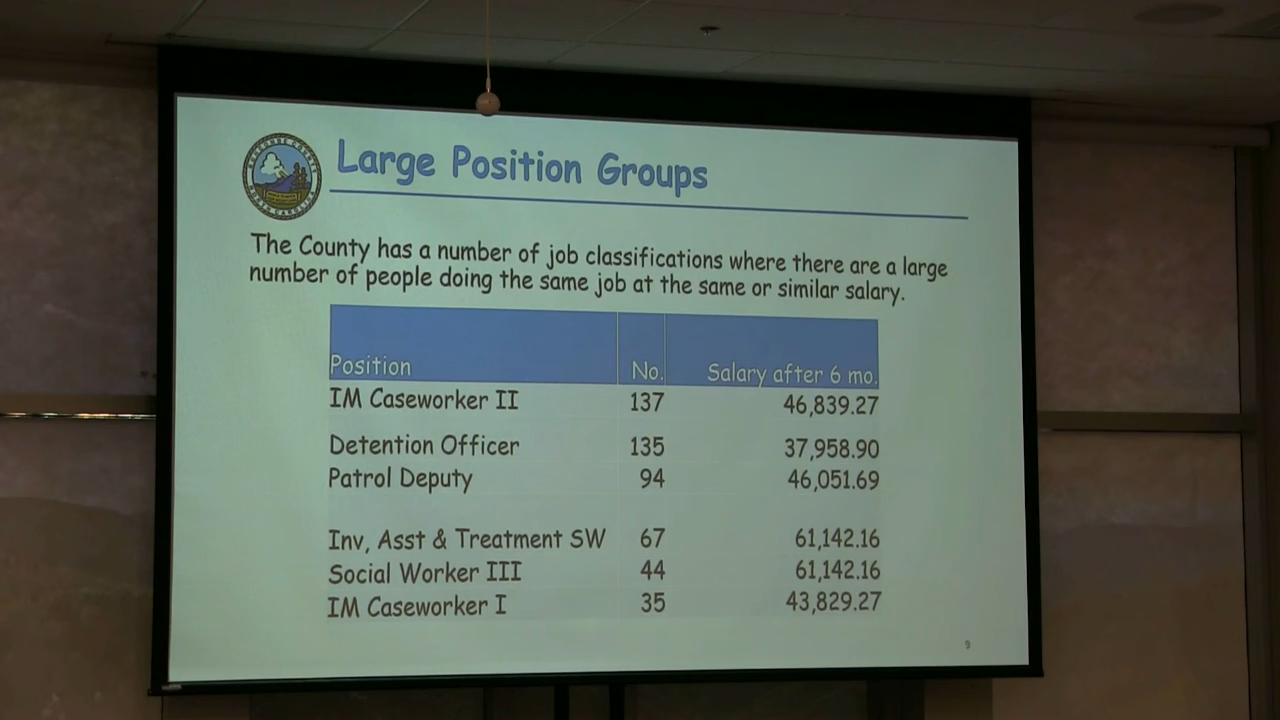 Large Position Groups
The County has a number of job classifications where there are a large
number of people doing the same job at the same or similar salary.
Position No. Salary after 6 mo.
IM Caseworker II 137 46,839.27
Detention Officer 135 37,958.90
Patrol Deputy 94 46,051.69
Inv, Asst & Treatment SW 67 61,142.16
Social Worker III 44 61,142.16
IM Caseworker I 35 43,829.27
9